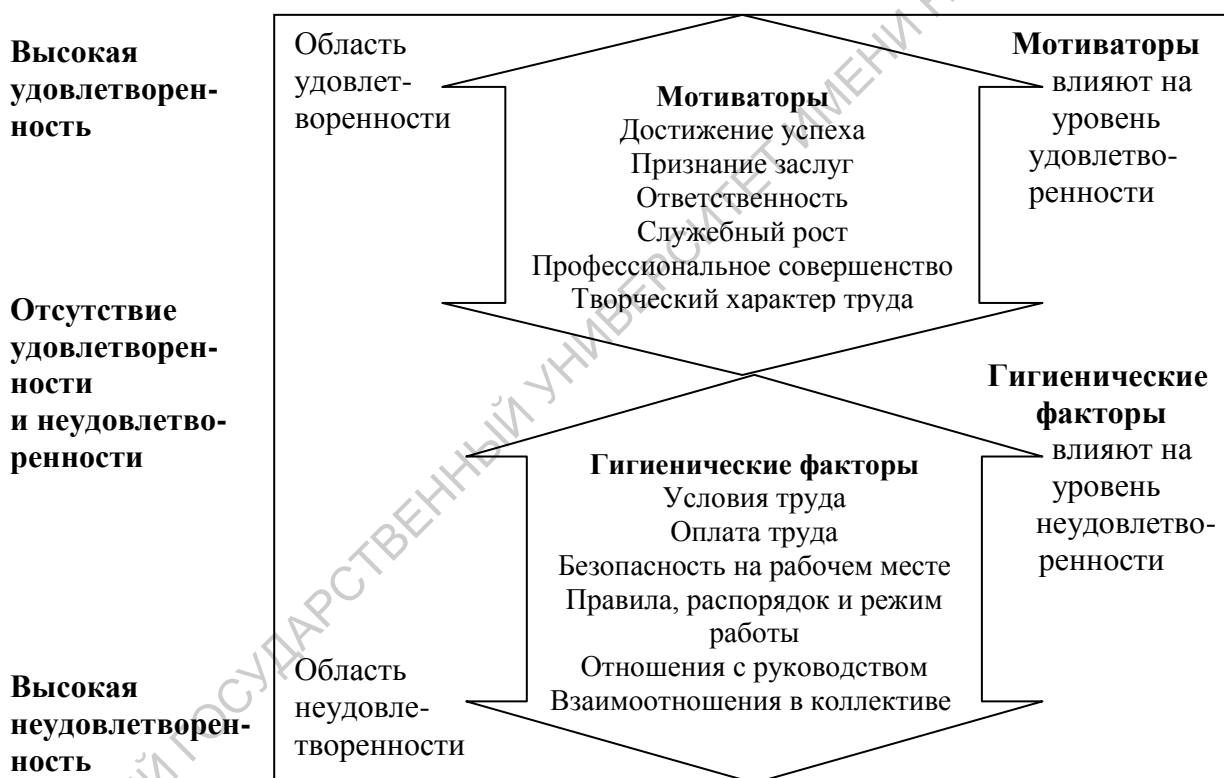 Высокая
удовлетворен-
ность
Область
удовлет-
воренности
Мотиваторы
Достижение успеха
Признание заслуг
Ответственность
Служебный рост
Профессиональное совершенство
Творческий характер труда
Мотиваторы
влияют на
уровень
удовлетво-
ренности
Отсутствие
удовлетворен-
ности
и неудовлетво-
ренности
Гигиенические
факторы
влияют на
уровень
неудовлетво-
ренности
Гигиенические факторы
Условия труда
Оплата труда
Безопасность на рабочем месте
Правила, распорядок и режим
работы
Отношения с руководством
Взаимоотношения в коллективе
Высокая
неудовлетворен-
ность
Область
неудовле-
творенности
ГОСУДАРСТВЕННЫЙ УНИВЕРСИТЕТ ИМЕНИ